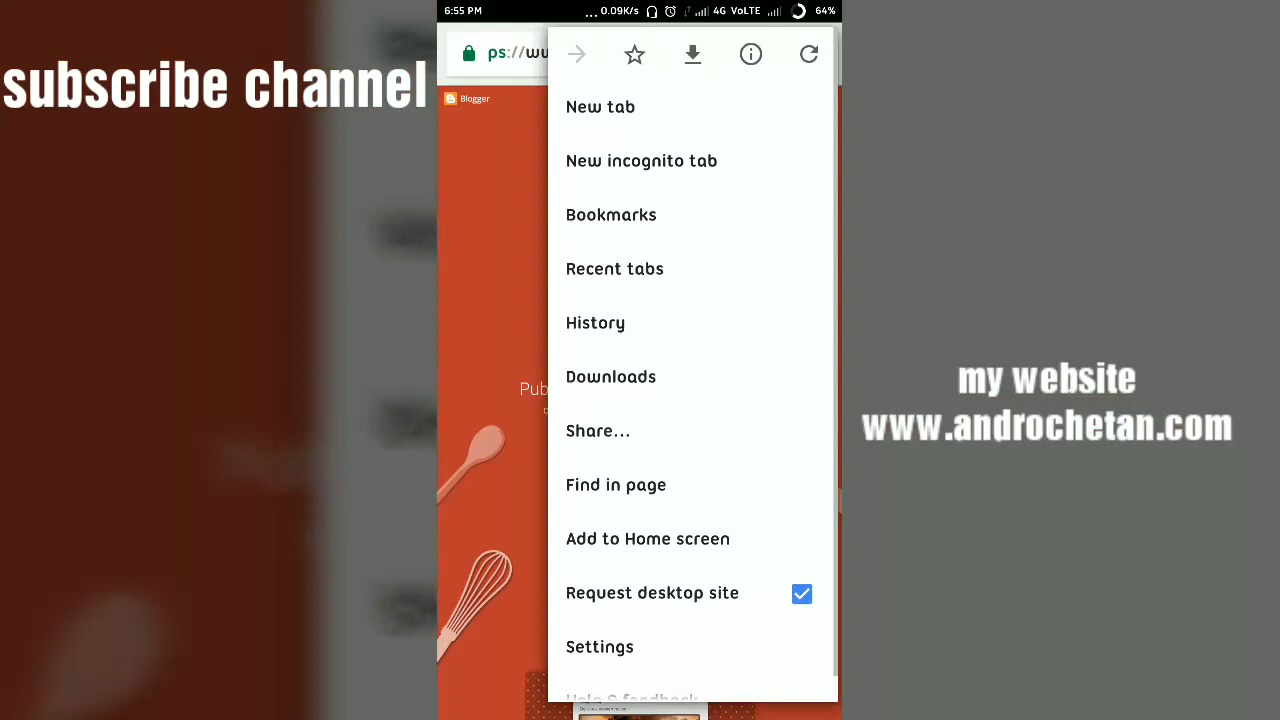 6:55 PM
... 0.09K/s 4G VoLTE 64%
subscribe channel
ps://wu
Blogger
New tab
New incognito tab
Bookmarks
Recent tabs
History
Downloads
Pub
Share...
Find in page
Add to Home screen
Request desktop site
Settings
Help & feedback
my website
www.androchetan.com